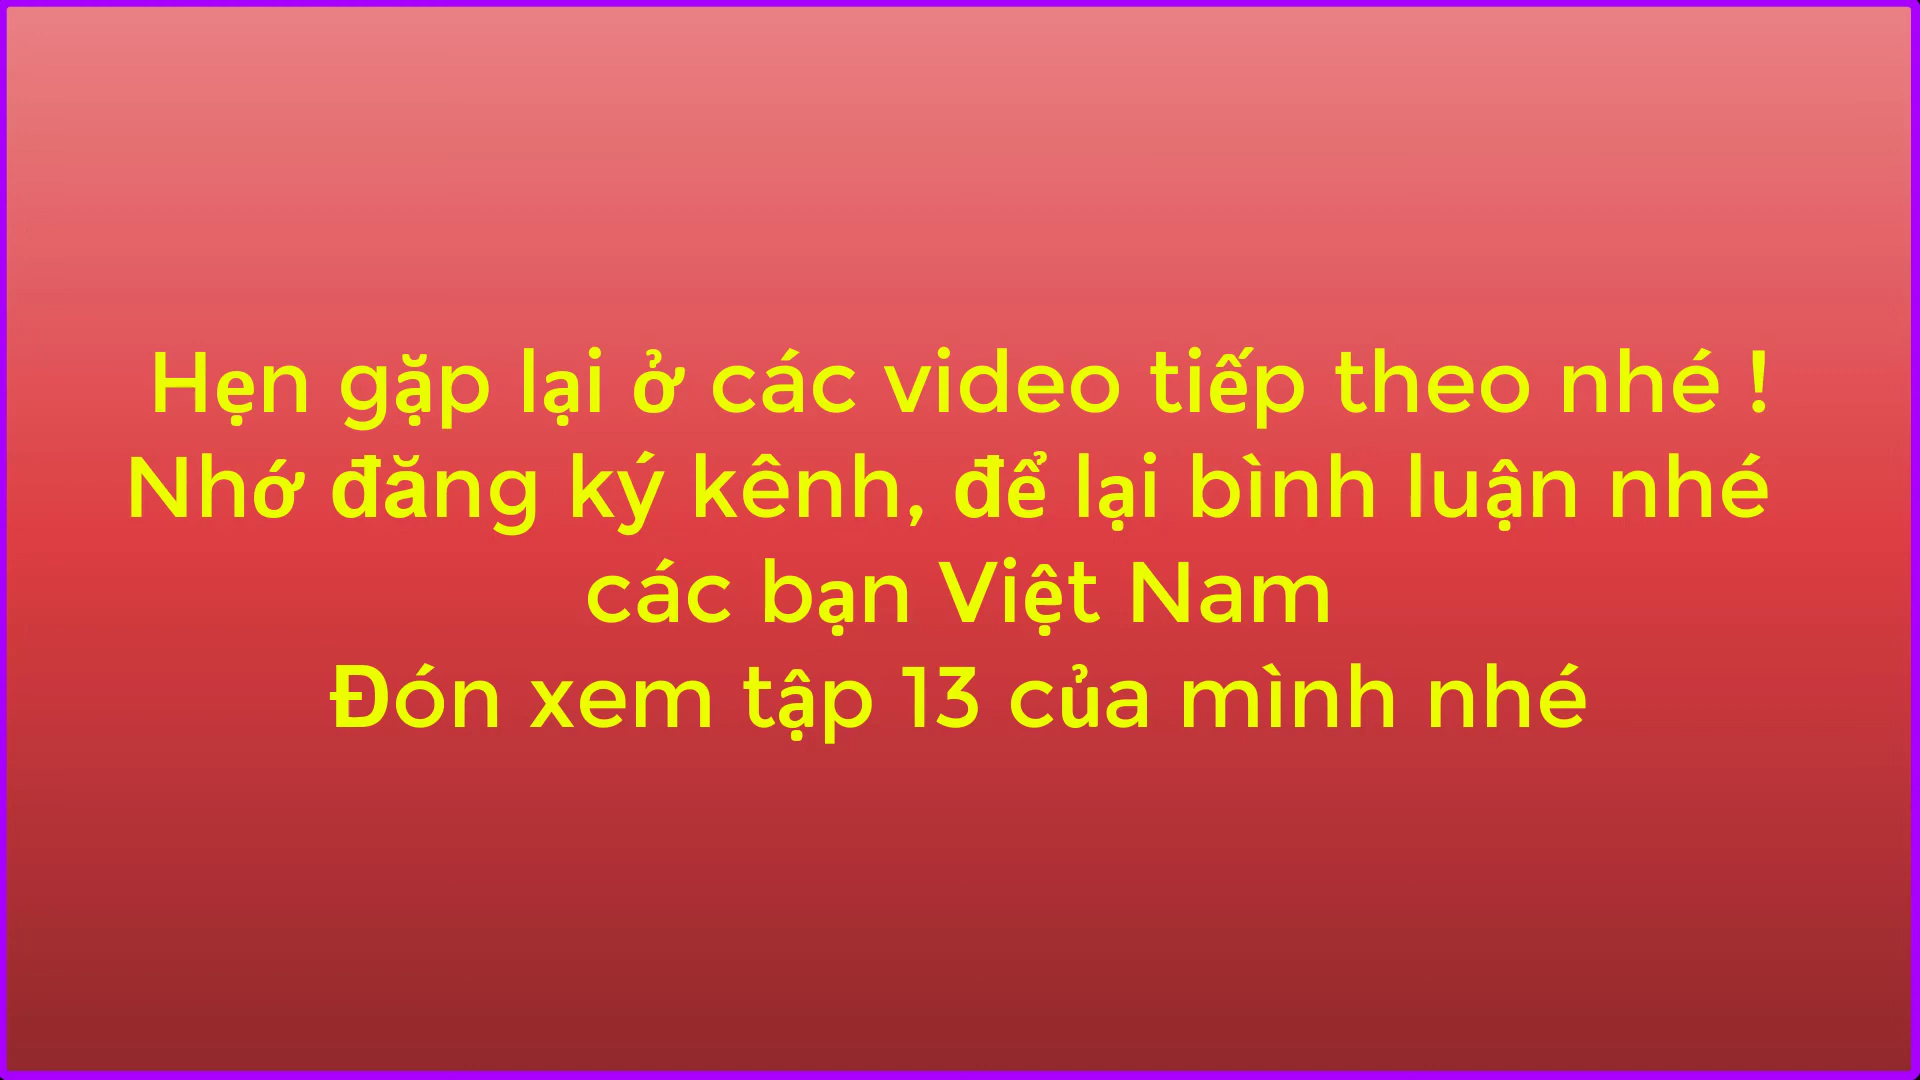 Hẹn gặp lại ở các video tiếp theo nhé !
Nhớ đăng ký kênh, để lại bình luận nhé
các bạn Việt Nam
Đón xem tập 13 của mình nhé